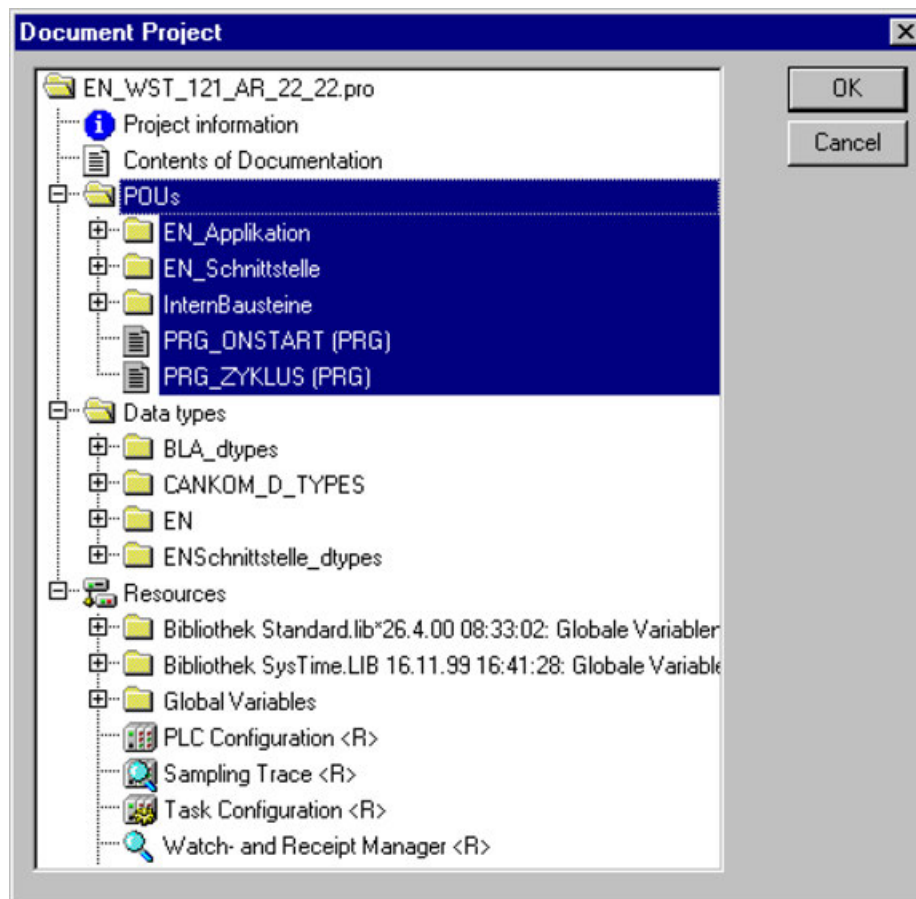 Document Project
EN_WST_121_AR_22_22.pro
OK
Project information
Contents of Documentation
Cancel
POUs
EN_Applikation
EN_Schnittstelle
InternBausteine
PRG_ONSTART (PRG)
PRG_ZYKLUS (PRG)
Data types
BLA_dtypes
CANKOM_D_TYPES
EN
ENSchnittstelle_dtypes
Resources
Bibliothek Standard.lib*26.4.00 08:33:02: Globale Variabler
Bibliothek SysTime.LIB 16.11.99 16:41:28: Globale Variable
Global Variables
PLC Configuration <R>
Sampling Trace <R>
Task Configuration <R>
Watch- and Receipt Manager <R>